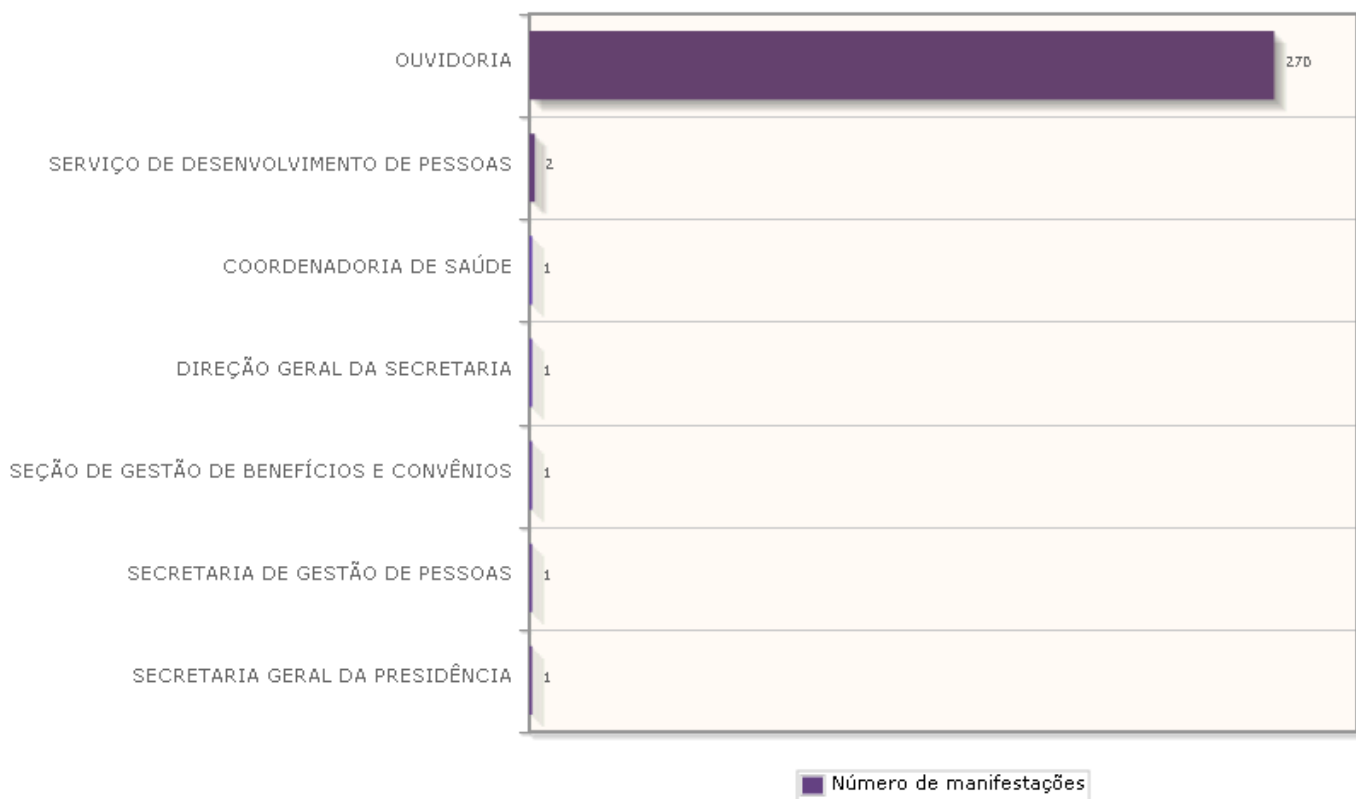 OUVIDORIA
270
SERVIÇO DE DESENVOLVIMENTO DE PESSOAS
2
COORDENADORIA DE SAÚDE
1
DIREÇÃO GERAL DA SECRETARIA
1
SEÇÃO DE GESTÃO DE BENEFÍCIOS E CONVÊNIOS
1
SECRETARIA DE GESTÃO DE PESSOAS
1
SECRETARIA GERAL DA PRESIDÊNCIA
1
Número de manifestações